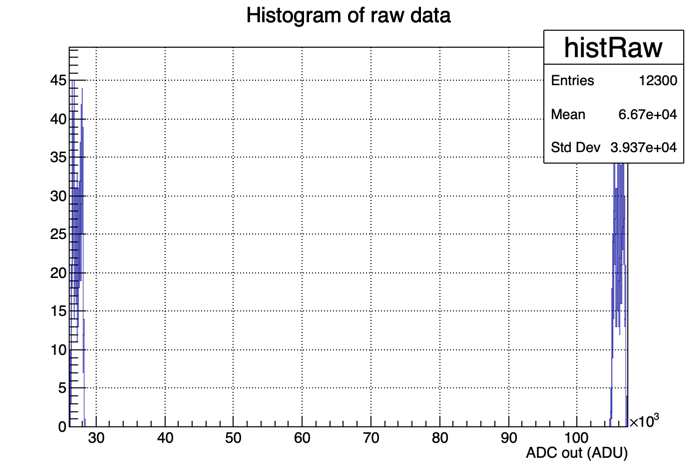 Histogram of raw data
histRaw
Entries 12300
Mean 6.67e+04
Std Dev 3.937e+04
45
40
35
30
25
20
15
10
5
0
30 40 50 60 70 80 90 100
×10³
ADC out (ADU)